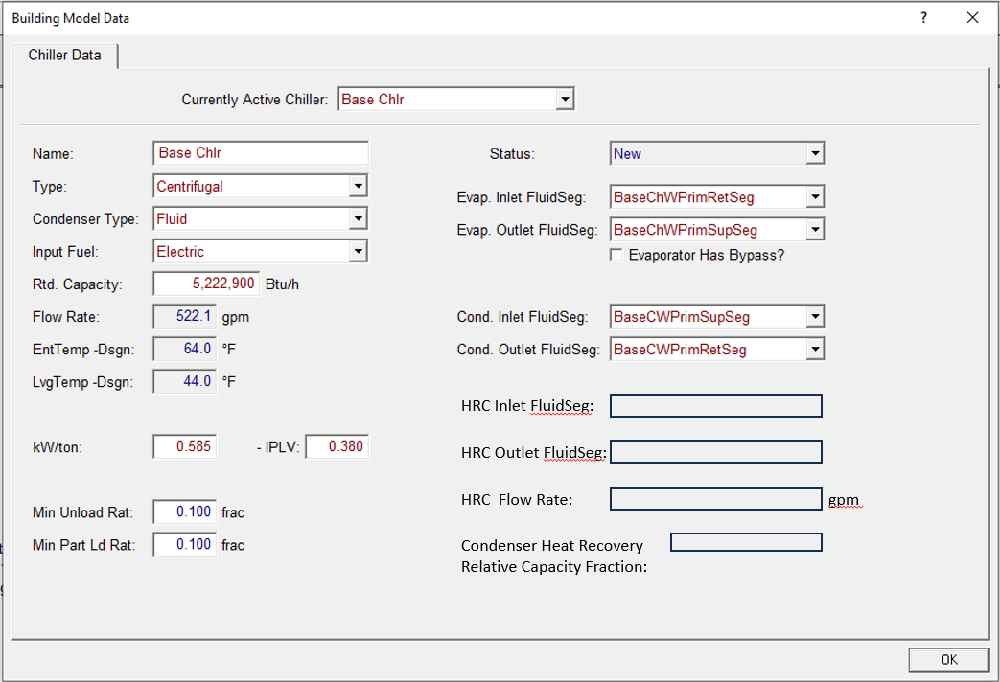 Building Model Data ?
Chiller Data
Currently Active Chiller: Base Chlr
Name: Base Chlr
Type: Centrifugal
Condenser Type: Fluid
Input Fuel: Electric
Rtd. Capacity: 5,222,900 Btu/h
Flow Rate: 522.1 gpm
EntTemp -Dsgn: 64.0 °F
LvgTemp -Dsgn: 44.0 °F
kW/ton: 0.585 - IPLV: 0.380
Min Unload Rat: 0.100 frac
Min Part Ld Rat: 0.100 frac
Status: New
Evap. Inlet FluidSeg: BaseChWPrimRetSeg
Evap. Outlet FluidSeg: BaseChWPrimSupSeg
Evaporator Has Bypass?
Cond. Inlet FluidSeg: BaseCWPrimSupSeg
Cond. Outlet FluidSeg: BaseCWPrimRetSeg
HRC Inlet FluidSeg:
HRC Outlet FluidSeg:
HRC Flow Rate: gpm
Condenser Heat Recovery
Relative Capacity Fraction:
OK